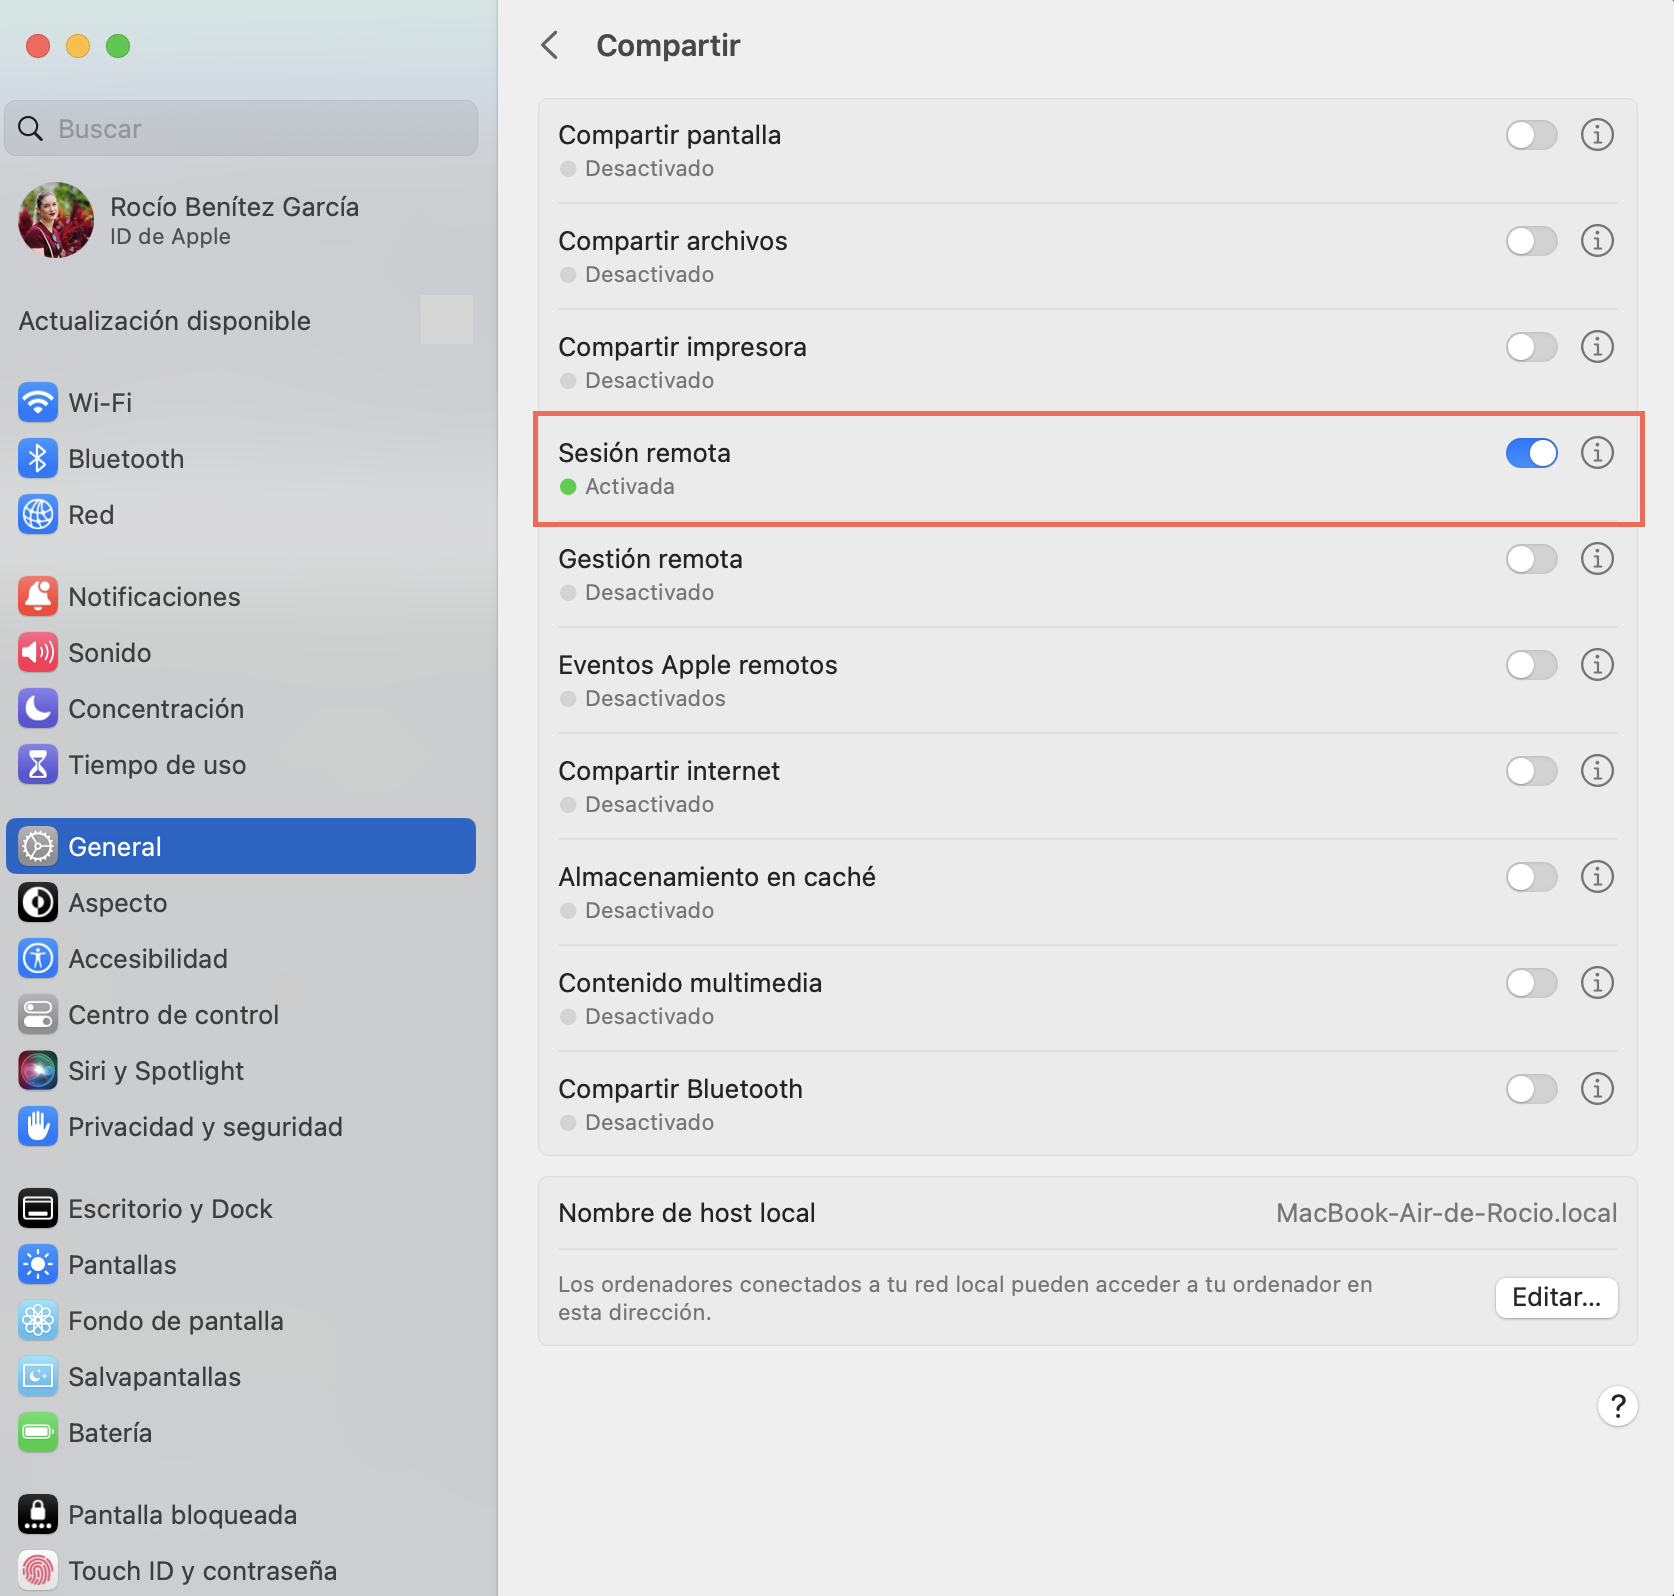 Buscar
Rocío Benítez García
ID de Apple
Actualización disponible
Wi-Fi
Bluetooth
Red
Notificaciones
Sonido
Concentración
Tiempo de uso
General
Aspecto
Accesibilidad
Centro de control
Siri y Spotlight
Privacidad y seguridad
Escritorio y Dock
Pantallas
Fondo de pantalla
Salvapantallas
Batería
Pantalla bloqueada
Touch ID y contraseña
Compartir
Compartir pantalla
Desactivado
Compartir archivos
Desactivado
Compartir impresora
Desactivado
Sesión remota
Activada
Gestión remota
Desactivado
Eventos Apple remotos
Desactivados
Compartir internet
Desactivado
Almacenamiento en caché
Desactivado
Contenido multimedia
Desactivado
Compartir Bluetooth
Desactivado
Nombre de host local
MacBook-Air-de-Rocio.local
Los ordenadores conectados a tu red local pueden acceder a tu ordenador en
esta dirección.
Editar...
?